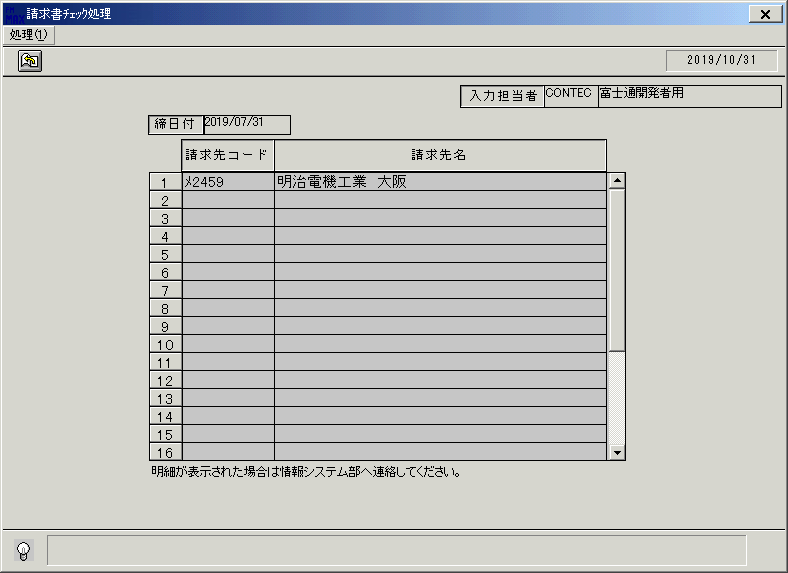 請求書ﾁｪｯｸ処理
処理(1)
2019/10/31
入力担当者 CONTEC 富士通開発者用
締日付 2019/07/31
請求先コード 請求先名
1 ﾒ2459 明治電機工業　大阪
2
3
4
5
6
7
8
9
10
11
12
13
14
15
16
明細が表示された場合は情報システム部へ連絡してください。